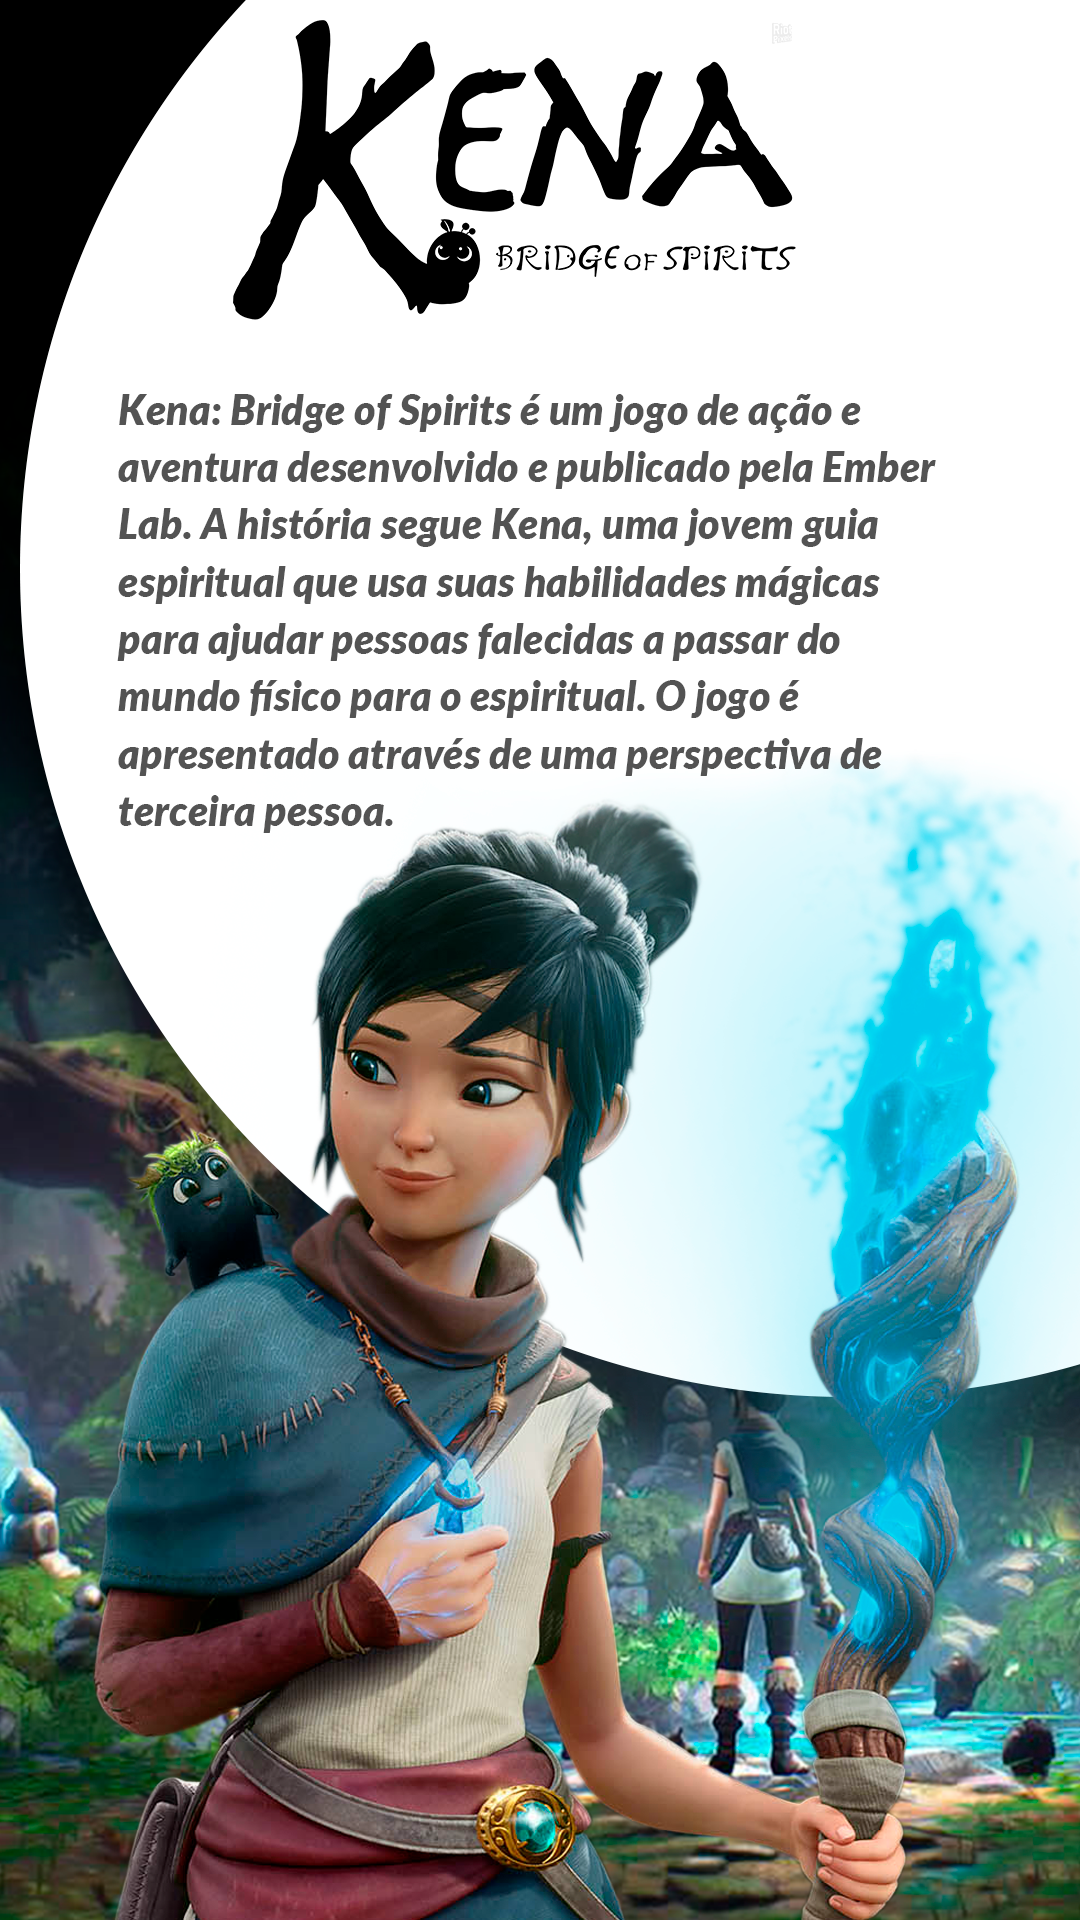 KENA
BRIDGE OF SPIRITS
Kena: Bridge of Spirits é um jogo de ação e
aventura desenvolvido e publicado pela Ember
Lab. A história segue Kena, uma jovem guia
espiritual que usa suas habilidades mágicas
para ajudar pessoas falecidas a passar do
mundo físico para o espiritual. O jogo é
apresentado através de uma perspectiva de
terceira pessoa.